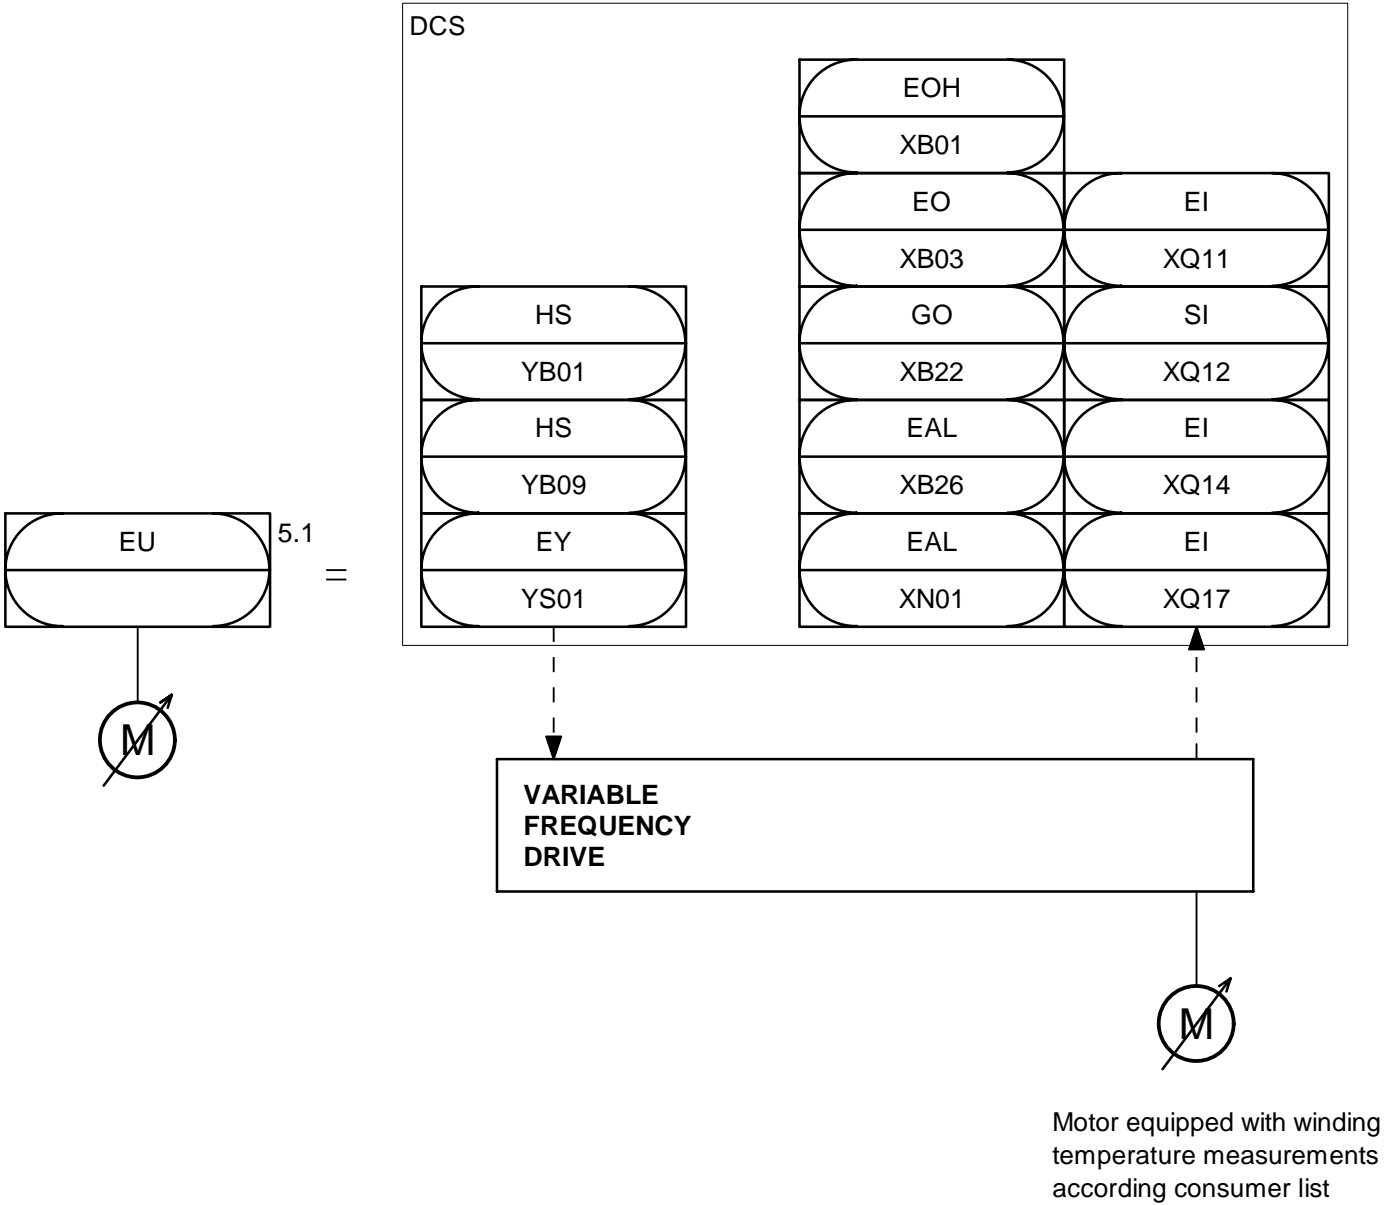 DCS
EOH
XB01
EO
EI
XB03
XQ11
HS
GO
SI
YB01
XB22
XQ12
HS
EAL
EI
YB09
XB26
XQ14
EU
5.1
=
EY
EAL
EI
YS01
XN01
XQ17
M
VARIABLE
FREQUENCY
DRIVE
M
Motor equipped with winding
temperature measurements
according consumer list